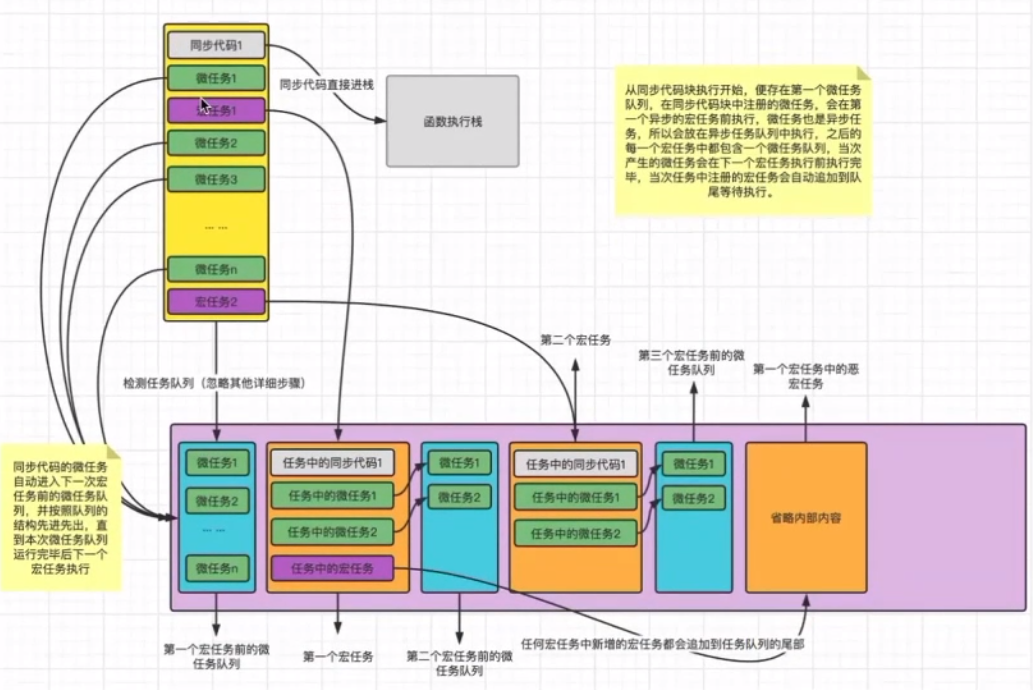 同步代码1
微任务1
任务1
微任务2
微任务3
... ...
微任务n
宏任务2
同步代码直接进栈
函数执行栈
从同步代码块执行开始，便存在第一个微任务
队列，在同步代码块中注册的微任务，会在
第一个异步的宏任务前执行，微任务也是异步任
务，所以会放在异步任务队列中执行，之后的
每一个宏任务中都包含一个微任务队列，当次
产生的微任务会在下一个宏任务执行前执行完
毕，当次任务中注册的宏任务会自动追加到队
尾等待执行。
检测任务队列（忽略其他详细步骤）
第二个宏任务
第三个宏任务前的微
任务队列
第一个宏任务中的恶
宏任务
同步代码的微任务
自动进入下一次宏
任务前的微任务队
列，并按照队列的
结构先进先出，直
到本次微任务队列
运行完毕后下一个
宏任务执行
微任务1
微任务2
... ...
微任务n
任务中的同步代码1
任务中的微任务1
任务中的微任务2
任务中的宏任务
微任务1
微任务2
任务中的同步代码1
任务中的微任务1
任务中的微任务2
微任务1
微任务2
省略内部内容
第一个宏任务前的微
任务队列
第一个宏任务
第二个宏任务前的微
任务队列
任何宏任务中新增的宏任务都会追加到任务队列的尾部